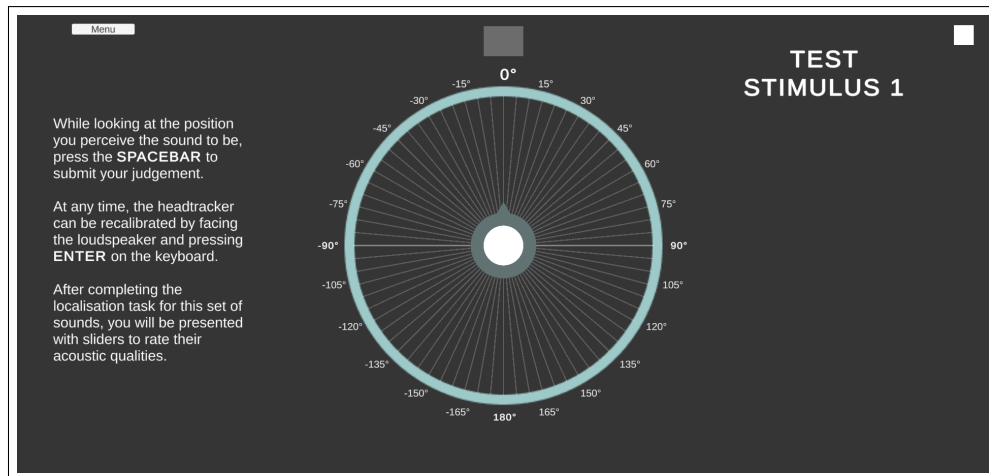 Menu
TEST
STIMULUS 1
While looking at the position
you perceive the sound to be,
press the SPACEBAR to
submit your judgement.
At any time, the headtracker
can be recalibrated by facing
the loudspeaker and pressing
ENTER on the keyboard.
After completing the
localisation task for this set of
sounds, you will be presented
with sliders to rate their
acoustic qualities.
0°
-15°
15°
-30°
30°
-45°
45°
-60°
60°
-75°
75°
-90°
90°
-105°
105°
-120°
120°
-135°
135°
-150°
150°
-165°
165°
180°